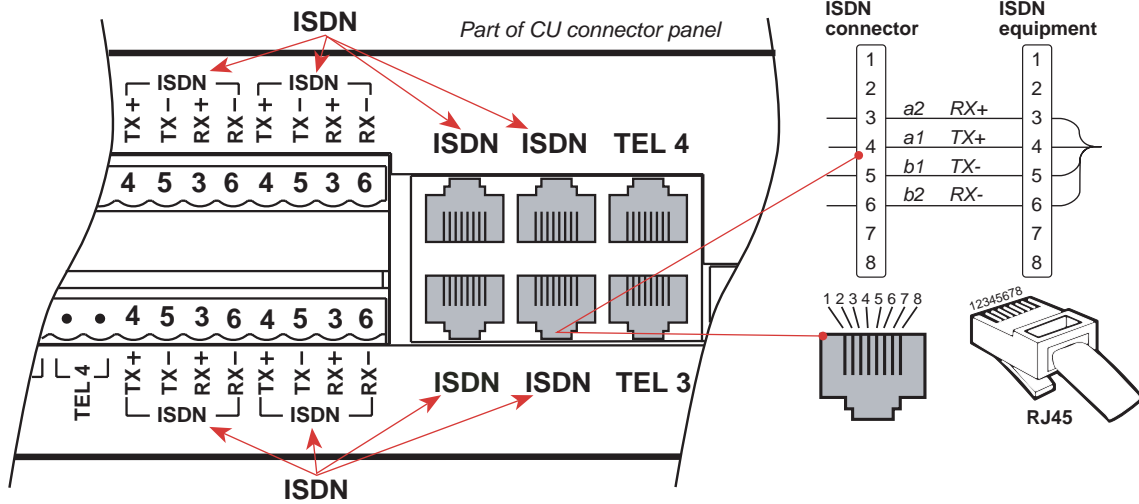 ISDN
Part of CU connector panel
ISDN ISDN
TX+ TX− RX+ RX− TX+ TX− RX+ RX−
4 5 3 6 4 5 3 6
ISDN ISDN TEL 4
4 5 3 6 4 5 3 6
TEL 4
TX+ TX− RX+ RX− TX+ TX− RX+ RX−
ISDN ISDN
ISDN ISDN TEL 3
ISDN
ISDN connector
ISDN equipment
1 1
2 2
3 a2 RX+ 3
4 a1 TX+ 4
5 b1 TX- 5
6 b2 RX- 6
7 7
8 8
1 2 3 4 5 6 7 8
12345678
RJ45